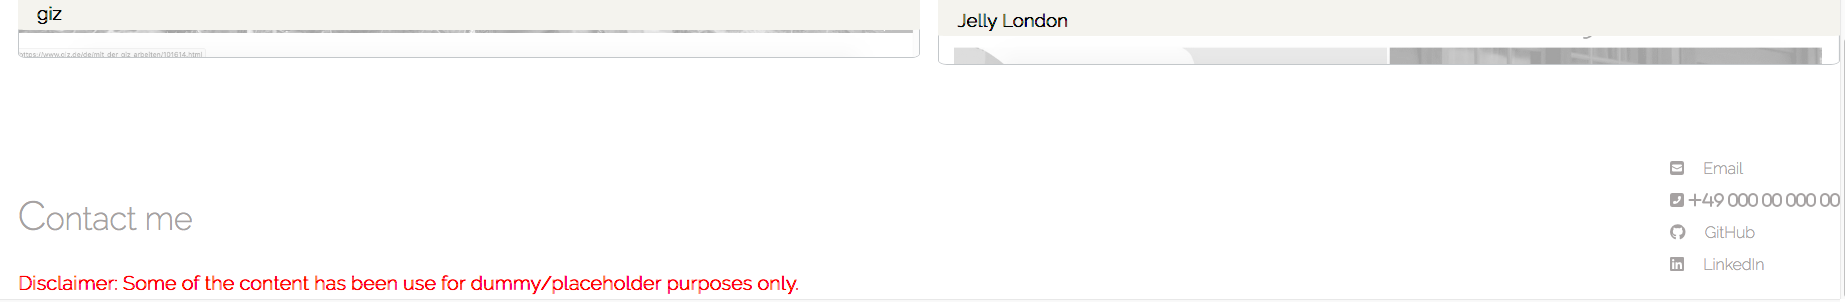 giz
Jelly London
https://www.giz.de/de/mit_der_giz_arbeiten/101614.html
Email
+49 000 00 000 00
Contact me
GitHub
LinkedIn
Disclaimer: Some of the content has been use for dummy/placeholder purposes only.